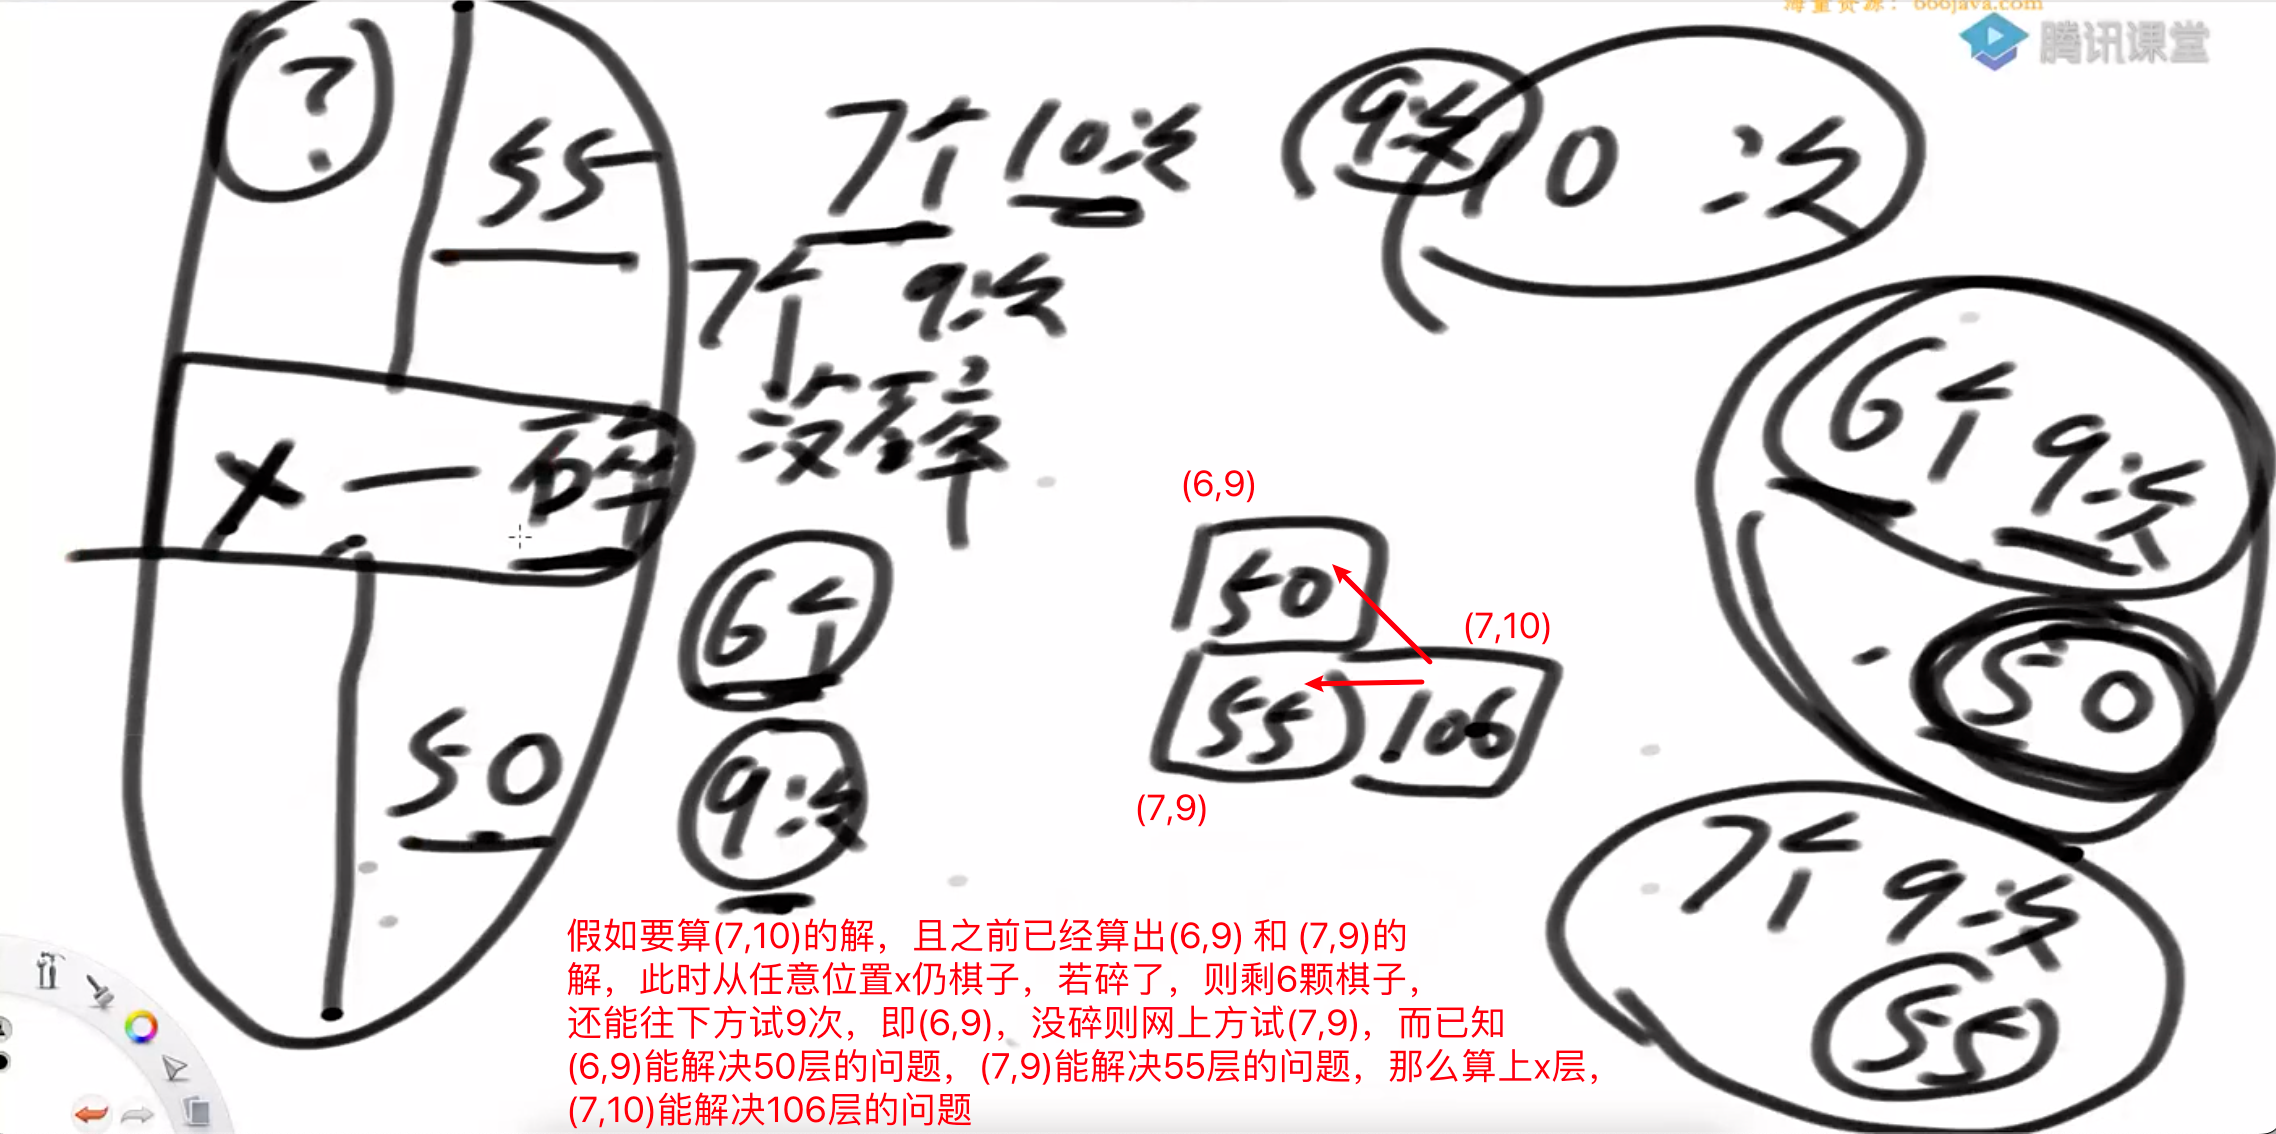 海量资源：666java.com
腾讯课堂
?
55
7个 10次
9次
10次
7个 9次
没碎
x — 碎
6个 9次
(6,9)
6个
50
(7,10)
50
55
106
50
9次
(7,9)
7个 9次
55
假如要算(7,10)的解，且之前已经算出(6,9) 和 (7,9)的
解，此时从任意位置x仍棋子，若碎了，则剩6颗棋子，
还能往下方试9次，即(6,9)，没碎则网上方试(7,9)，而已知
(6,9)能解决50层的问题，(7,9)能解决55层的问题，那么算上x层，
(7,10)能解决106层的问题